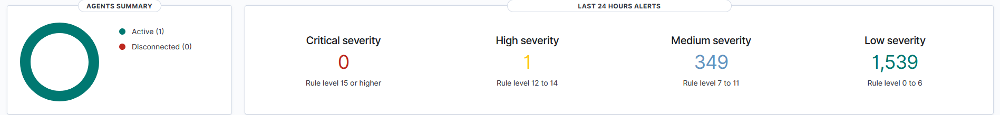 AGENTS SUMMARY
Active (1)
Disconnected (0)
LAST 24 HOURS ALERTS
Critical severity
0
Rule level 15 or higher
High severity
1
Rule level 12 to 14
Medium severity
349
Rule level 7 to 11
Low severity
1,539
Rule level 0 to 6